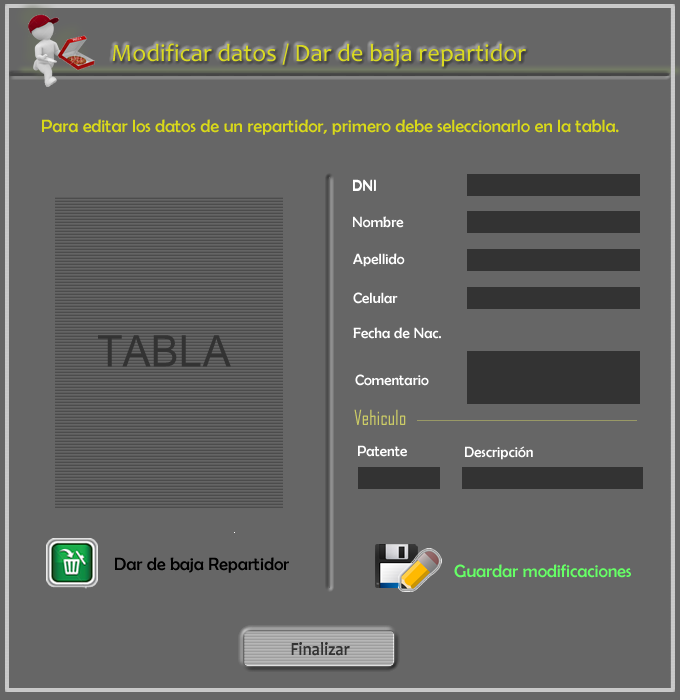 Modificar datos / Dar de baja repartidor
Para editar los datos de un repartidor, primero debe seleccionarlo en la tabla.
TABLA
DNI
Nombre
Apellido
Celular
Fecha de Nac.
Comentario
Vehiculo
Patente
Descripción
Dar de baja Repartidor
Guardar modificaciones
Finalizar